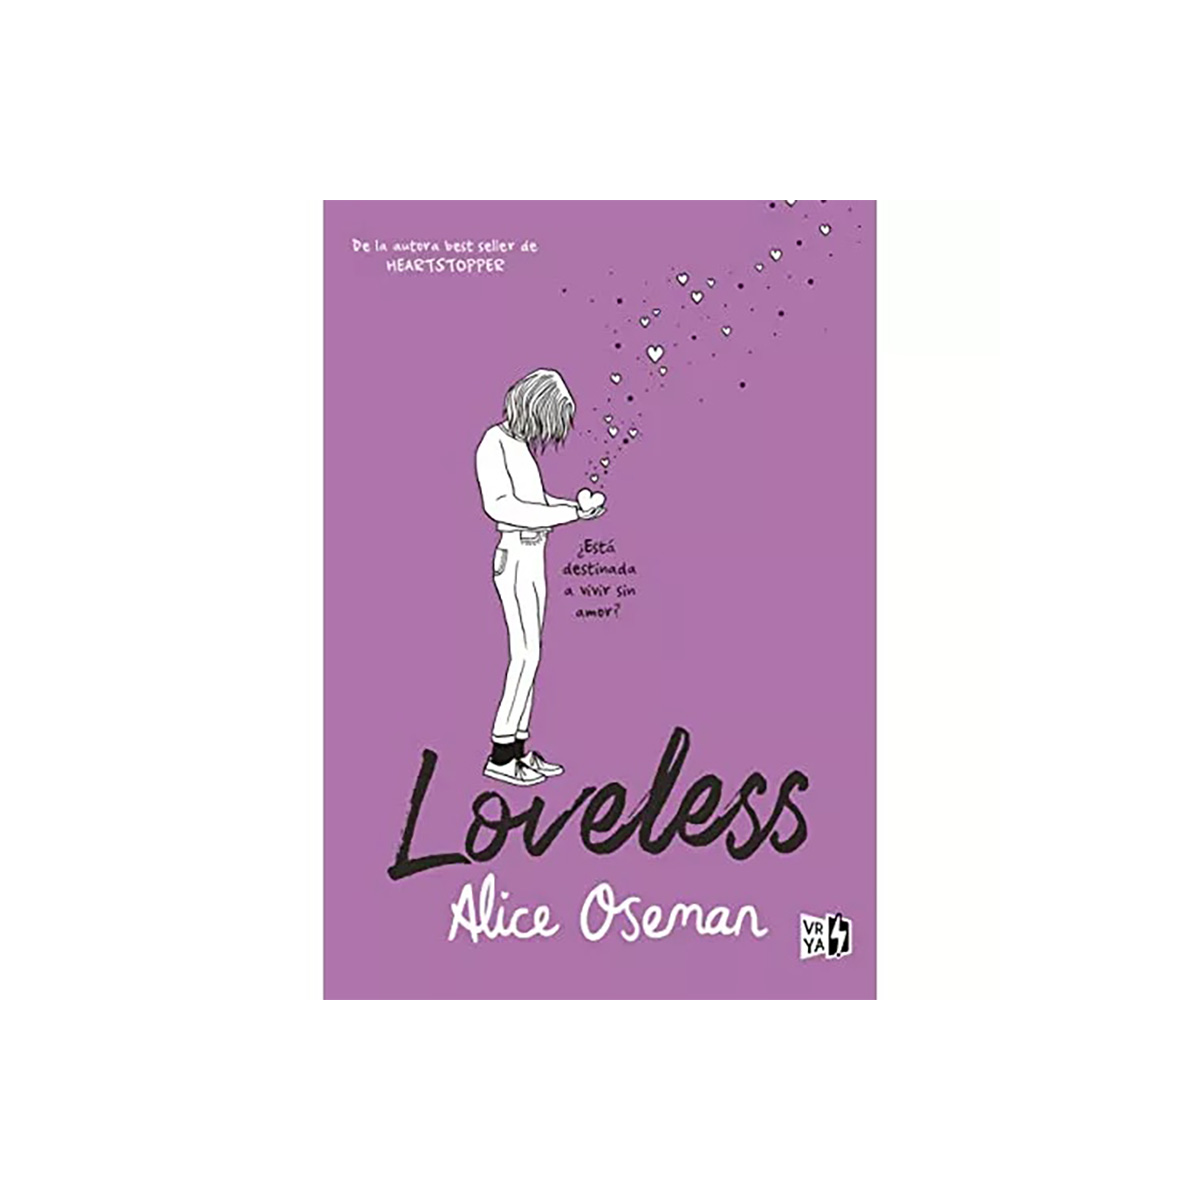 De la autora best seller de
HEARTSTOPPER
¿Está
destinada
a vivir sin
amor?
Loveless
Alice Oseman
VR
YA